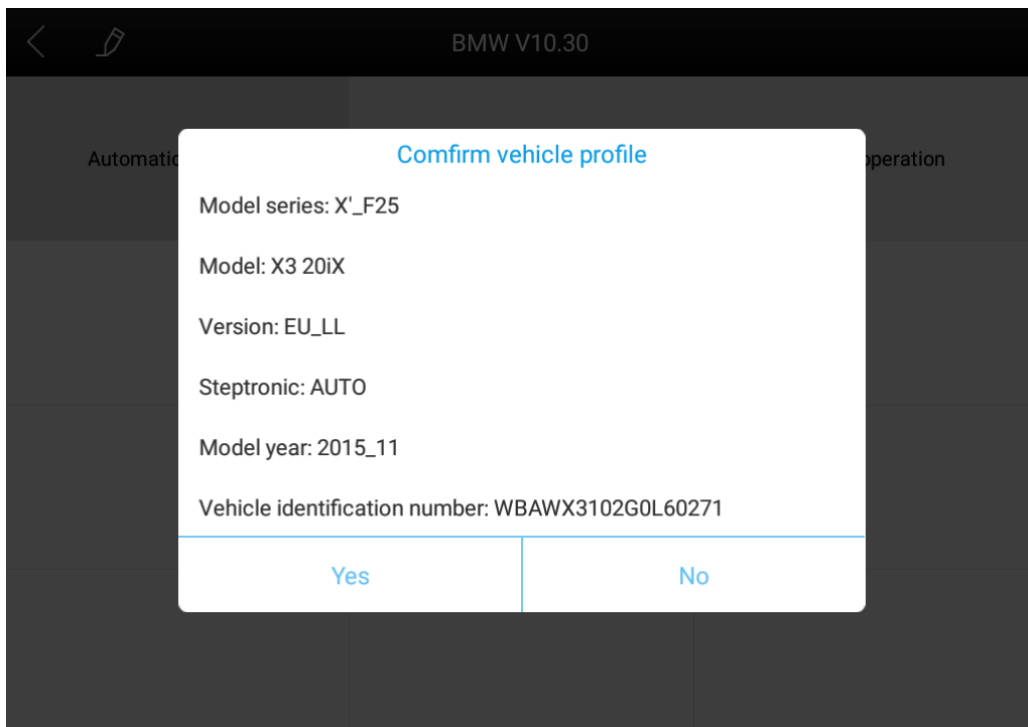 BMW V10.30
Automatic
operation
Comfirm vehicle profile
Model series: X'_F25
Model: X3 20iX
Version: EU_LL
Steptronic: AUTO
Model year: 2015_11
Vehicle identification number: WBAWX3102G0L60271
Yes
No